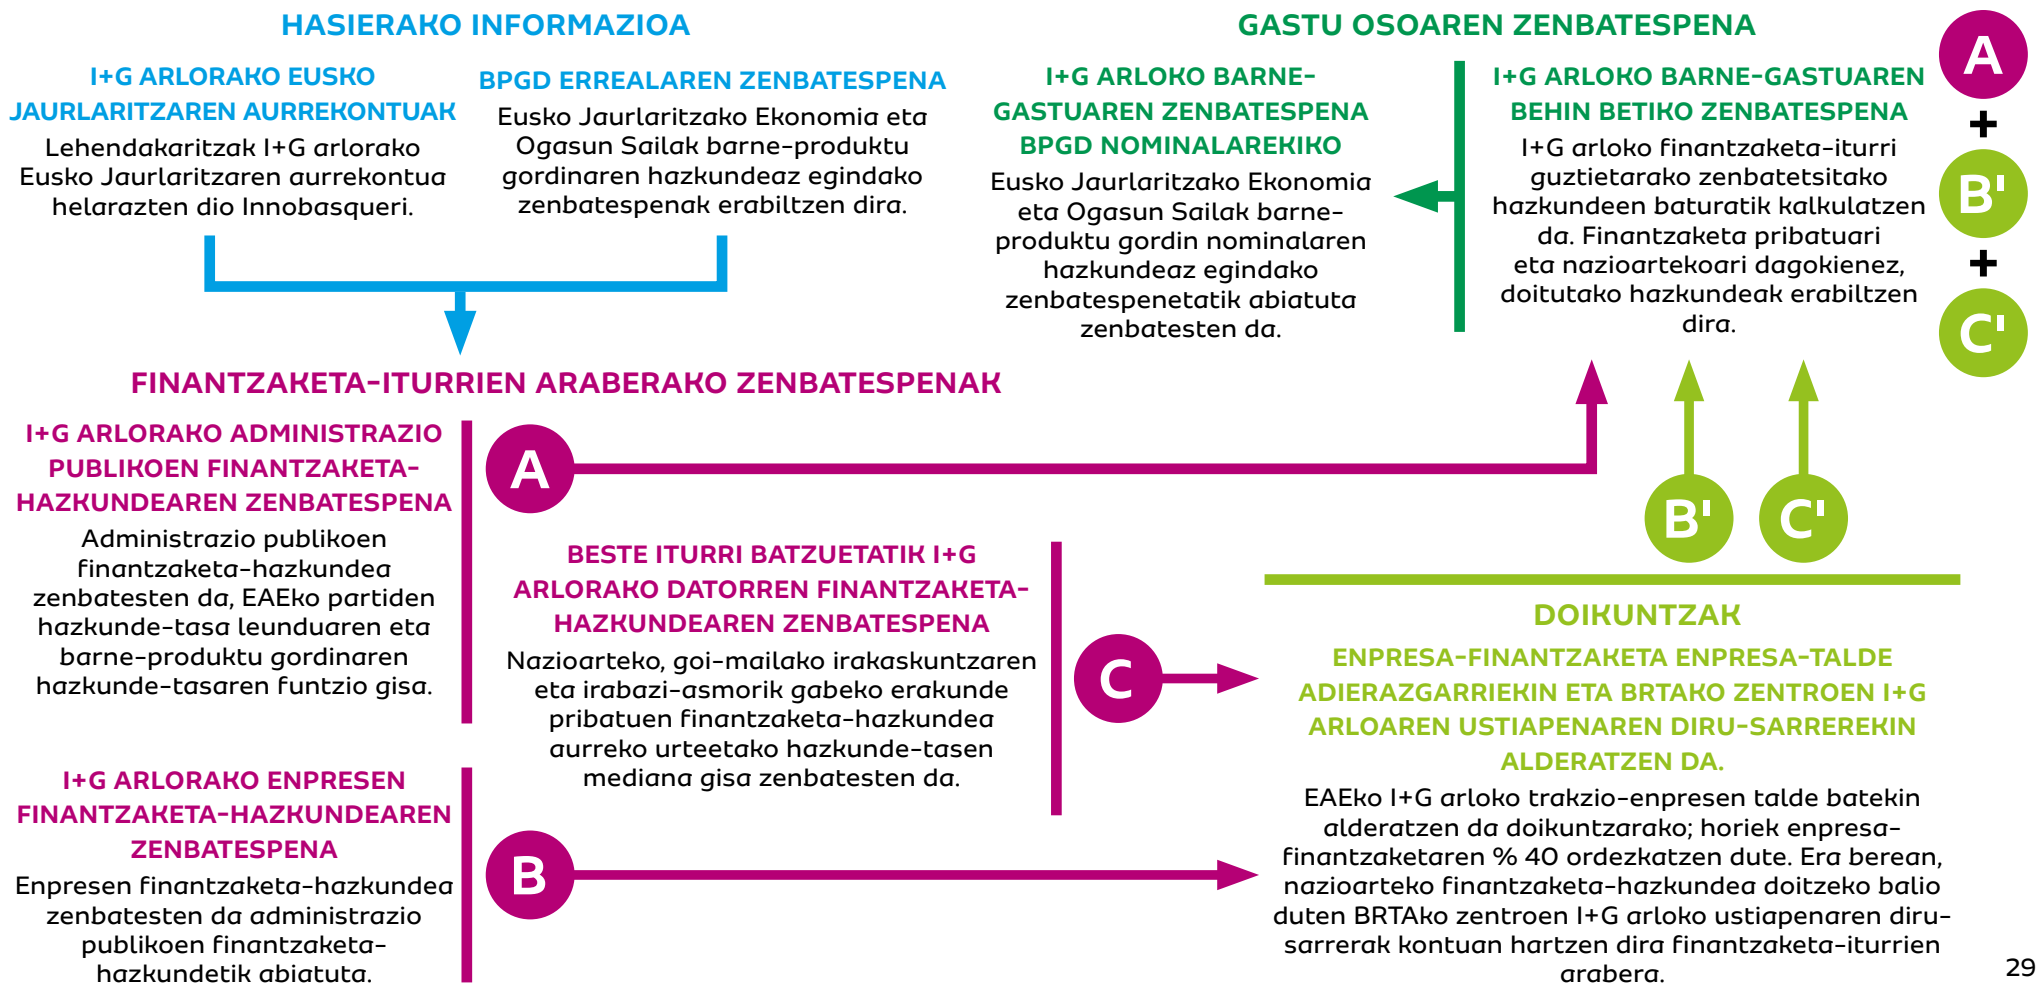 HASIERAKO INFORMAZIOA
I+G ARLORAKO EUSKO
JAURLARITZAREN AURREKONTUAK
Lehendakaritzak I+G arlorako
Eusko Jaurlaritzaren aurrekontua
helarazten dio Innobasqueri.
BPGD ERREALAREN ZENBATESPENA
Eusko Jaurlaritzako Ekonomia eta
Ogasun Sailak barne-produktu
gordinaren hazkundeaz egindako
zenbatespenak erabiltzen dira.
GASTU OSOAREN ZENBATESPENA
I+G ARLOKO BARNE-
GASTUAREN ZENBATESPENA
BPGD NOMINALAREKIKO
Eusko Jaurlaritzako Ekonomia
eta Ogasun Sailak barne-
produktu gordin nominalaren
hazkundeaz egindako
zenbatespenetatik abiatuta
zenbatesten da.
I+G ARLOKO BARNE-GASTUAREN
BEHIN BETIKO ZENBATESPENA
I+G arloko finantzaketa-iturri
guztietarako zenbatetsitako
hazkundeen baturatik kalkulatzen
da. Finantzaketa pribatuari
eta nazioartekoari dagokienez,
doitutako hazkundeak erabiltzen
dira.
A
+
B'
+
C'
FINANTZAKETA-ITURRIEN ARABERAKO ZENBATESPENAK
I+G ARLORAKO ADMINISTRAZIO
PUBLIKOEN FINANTZAKETA-
HAZKUNDEAREN ZENBATESPENA
Administrazio publikoen
finantzaketa-hazkundea
zenbatesten da, EAEko partiden
hazkunde-tasa leunduaren eta
barne-produktu gordinaren
hazkunde-tasaren funtzio gisa.
A
I+G ARLORAKO ENPRESEN
FINANTZAKETA-HAZKUNDEAREN
ZENBATESPENA
Enpresen finantzaketa-hazkundea
zenbatesten da administrazio
publikoen finantzaketa-
hazkundetik abiatuta.
B
BESTE ITURRI BATZUETATIK I+G
ARLORAKO DATORREN FINANTZAKETA-
HAZKUNDEAREN ZENBATESPENA
Nazioarteko, goi-mailako irakaskuntzaren
eta irabazi-asmorik gabeko erakunde
pribatuen finantzaketa-hazkundea
aurreko urteetako hazkunde-tasen
mediana gisa zenbatesten da.
C
B'
C'
DOIKUNTZAK
ENPRESA-FINANTZAKETA ENPRESA-TALDE
ADIERAZGARRIEKIN ETA BRTAKO ZENTROEN I+G
ARLOAREN USTIAPENAREN DIRU-SARREREKIN
ALDERATZEN DA.
EAEko I+G arloko trakzio-enpresen talde batekin
alderatzen da doikuntzarako; horiek enpresa-
finantzaketaren % 40 ordezkatzen dute. Era berean,
nazioarteko finantzaketa-hazkundea doitzeko balio
duten BRTAko zentroen I+G arloko ustiapenaren diru-
sarrerak kontuan hartzen dira finantzaketa-iturrien
arabera.
29